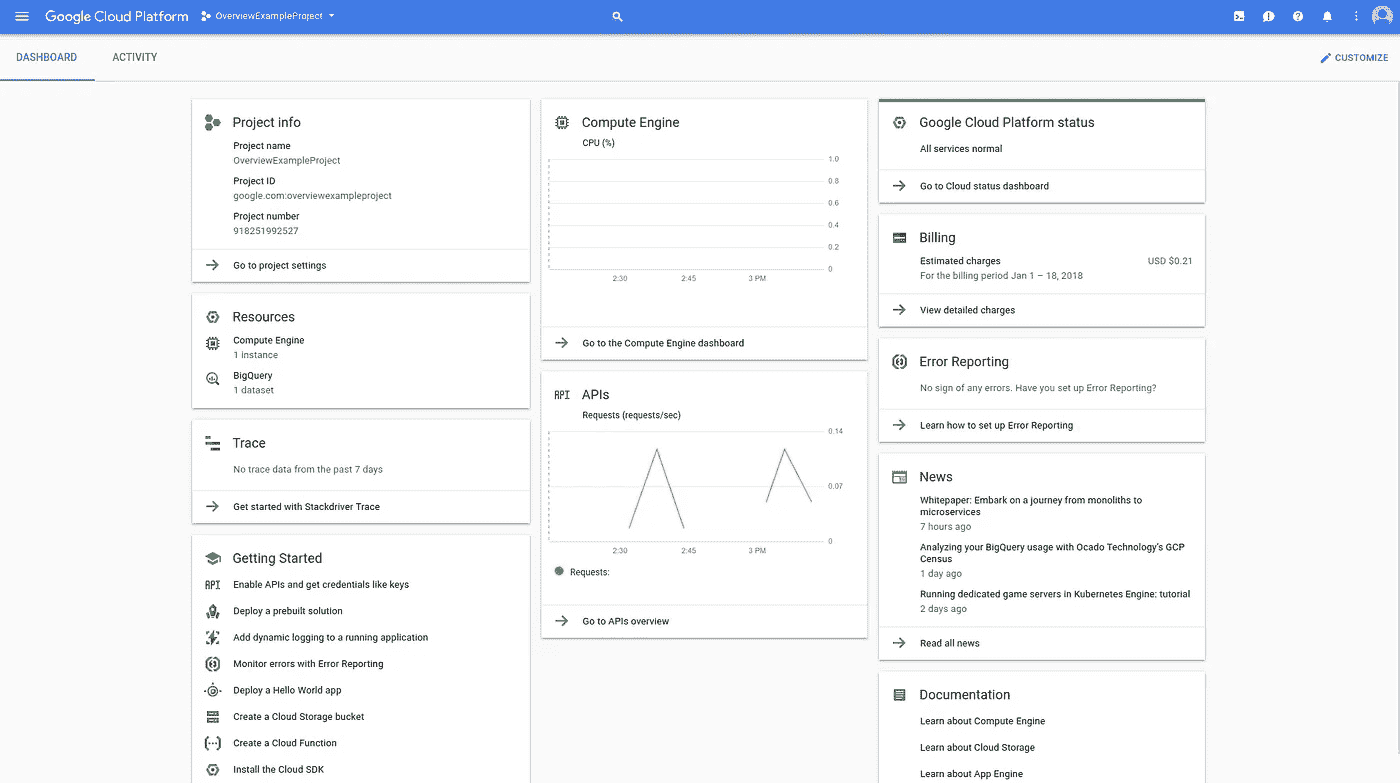 Google Cloud Platform
OverviewExampleProject
DASHBOARD
ACTIVITY
CUSTOMIZE
Project info
Project name
OverviewExampleProject
Project ID
google.com:overviewexampleproject
Project number
918251992527
Go to project settings
Resources
Compute Engine
1 instance
BigQuery
1 dataset
Trace
No trace data from the past 7 days
Get started with Stackdriver Trace
Getting Started
API Enable APIs and get credentials like keys
Deploy a prebuilt solution
Add dynamic logging to a running application
Monitor errors with Error Reporting
Deploy a Hello World app
Create a Cloud Storage bucket
Create a Cloud Function
Install the Cloud SDK
Compute Engine
CPU (%)
1.0
0.8
0.6
0.4
0.2
0
2:30 2:45 3 PM
Go to the Compute Engine dashboard
API APIs
Requests (requests/sec)
0.14
0.07
0
2:30 2:45 3 PM
Requests:
Go to APIs overview
Google Cloud Platform status
All services normal
Go to Cloud status dashboard
Billing
Estimated charges USD $0.21
For the billing period Jan 1 – 18, 2018
View detailed charges
Error Reporting
No sign of any errors. Have you set up Error Reporting?
Learn how to set up Error Reporting
News
Whitepaper: Embark on a journey from monoliths to
microservices
7 hours ago
Analyzing your BigQuery usage with Ocado Technology's GCP
Census
1 day ago
Running dedicated game servers in Kubernetes Engine: tutorial
2 days ago
Read all news
Documentation
Learn about Compute Engine
Learn about Cloud Storage
Learn about App Engine